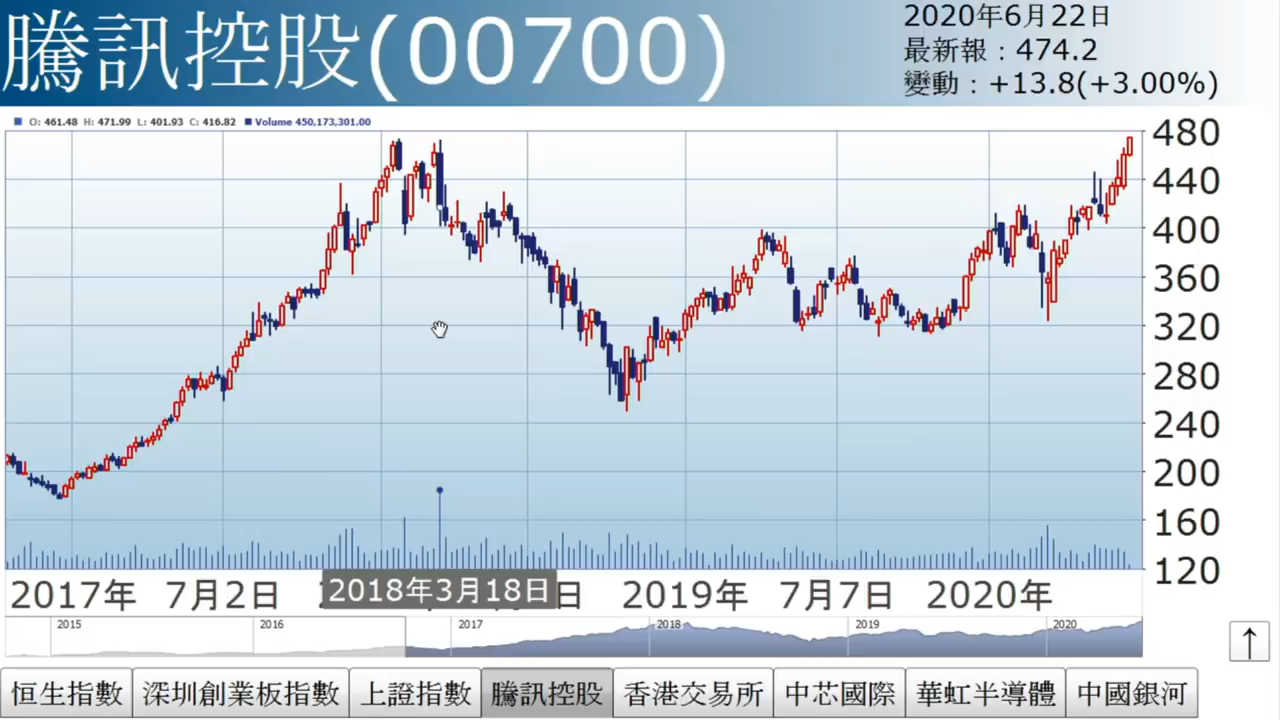 騰訊控股(00700)
2020年6月22日
最新報：474.2
變動：+13.8(+3.00%)
O: 461.48 H: 471.99 L: 401.93 C: 416.82 Volume 450,173,301.00
480
440
400
360
320
280
240
200
160
120
2017年 7月2日 2018年3月18日 日 2019年 7月7日 2020年
2015 2016 2017 2018 2019 2020
↑
恒生指數 深圳創業板指數 上證指數 騰訊控股 香港交易所 中芯國際 華虹半導體 中國銀河